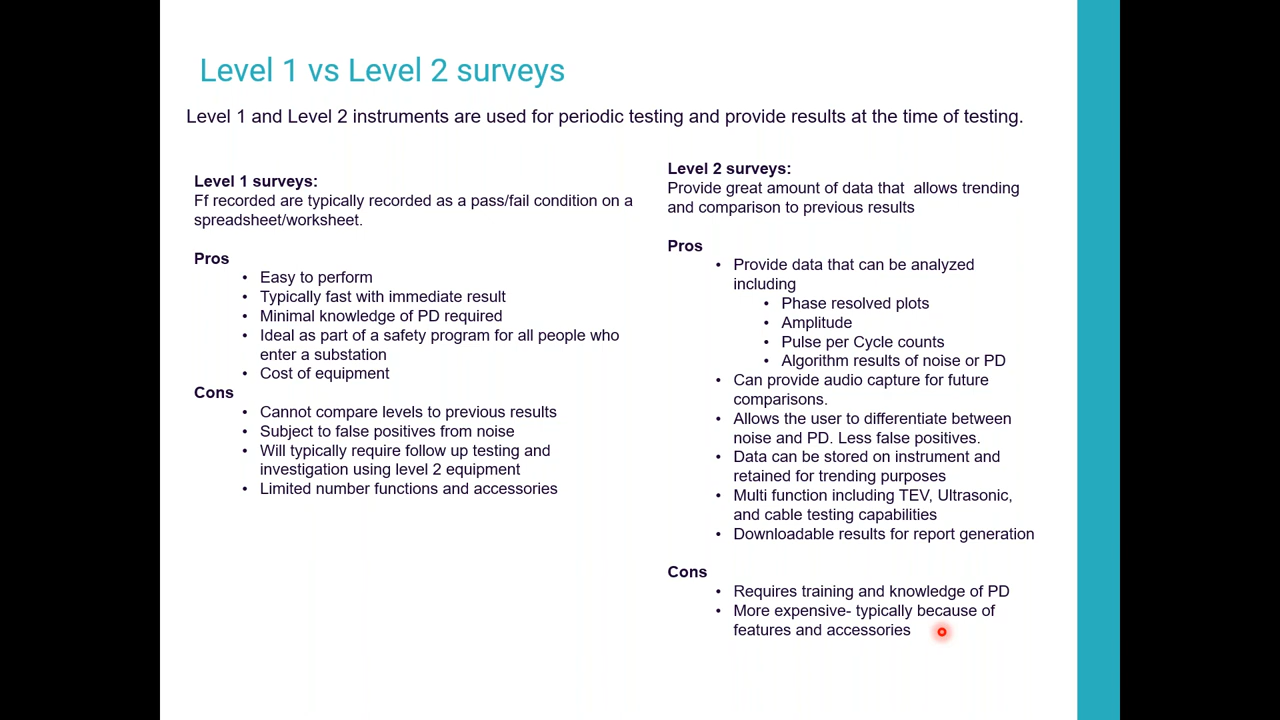 Level 1 vs Level 2 surveys
Level 1 and Level 2 instruments are used for periodic testing and provide results at the time of testing.
Level 1 surveys:
Ff recorded are typically recorded as a pass/fail condition on a
spreadsheet/worksheet.
Pros
• Easy to perform
• Typically fast with immediate result
• Minimal knowledge of PD required
• Ideal as part of a safety program for all people who
enter a substation
• Cost of equipment
Cons
• Cannot compare levels to previous results
• Subject to false positives from noise
• Will typically require follow up testing and
investigation using level 2 equipment
• Limited number functions and accessories
Level 2 surveys:
Provide great amount of data that  allows trending
and comparison to previous results
Pros
• Provide data that can be analyzed
including
• Phase resolved plots
• Amplitude
• Pulse per Cycle counts
• Algorithm results of noise or PD
• Can provide audio capture for future
comparisons.
• Allows the user to differentiate between
noise and PD. Less false positives.
• Data can be stored on instrument and
retained for trending purposes
• Multi function including TEV, Ultrasonic,
and cable testing capabilities
• Downloadable results for report generation
Cons
• Requires training and knowledge of PD
• More expensive- typically because of
features and accessories